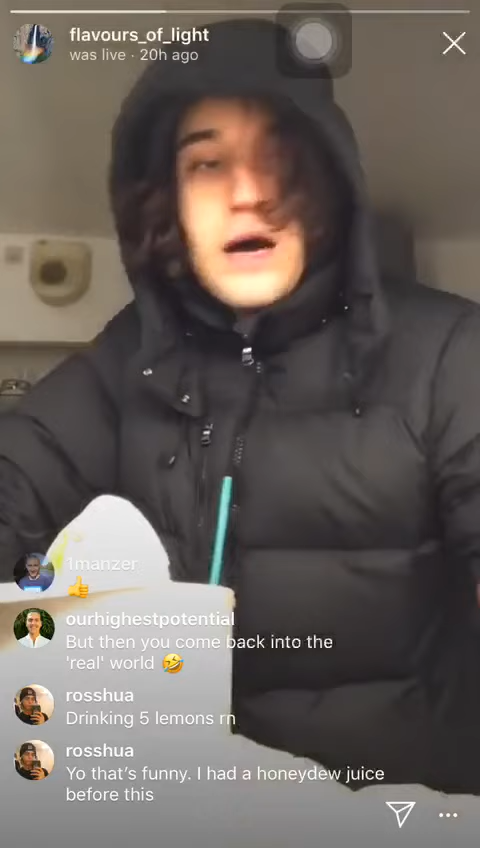 flavours_of_light
was live · 20h ago
1manzer
👍
ourhighestpotential
But then you come back into the
'real' world 🤣
rosshua
Drinking 5 lemons rn
rosshua
Yo that's funny. I had a honeydew juice
before this